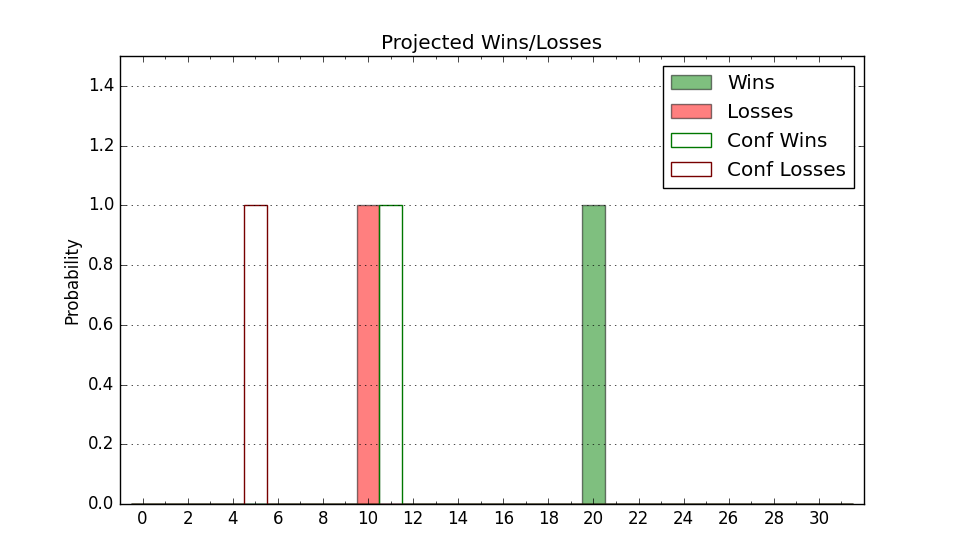 Projected Wins/Losses
Wins
Losses
Conf Wins
Conf Losses
Probability
1.4
1.2
1.0
0.8
0.6
0.4
0.2
0.0
0 2 4 6 8 10 12 14 16 18 20 22 24 26 28 30